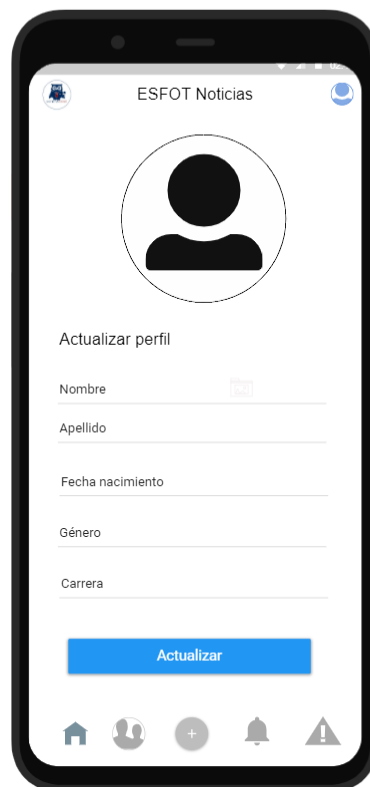 ESFOT Noticias
Actualizar perfil
Nombre
Apellido
Fecha nacimiento
Género
Carrera
Actualizar
+